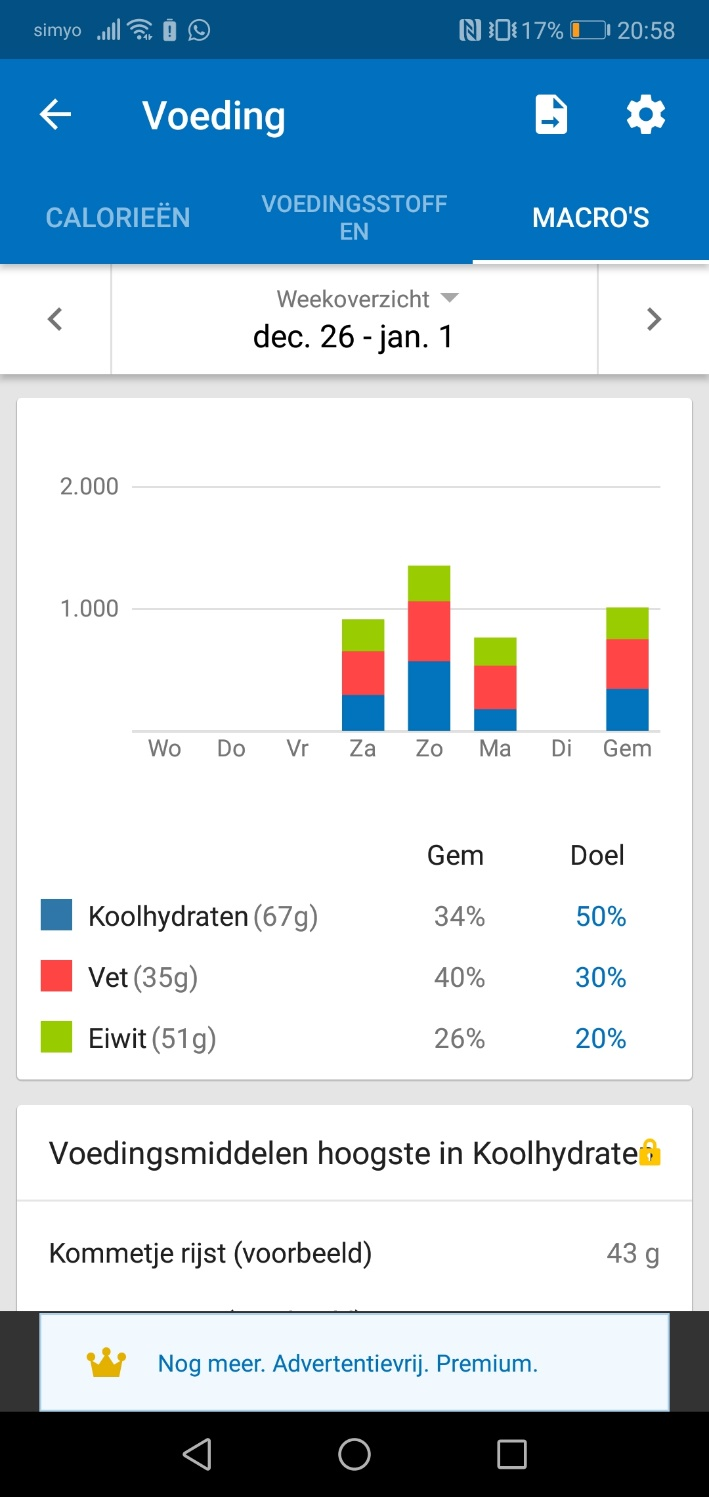 simyo 17% 20:58
Voeding
CALORIEËN
VOEDINGSSTOFF
EN
MACRO'S
Weekoverzicht
dec. 26 - jan. 1
2.000
1.000
Wo Do Vr Za Zo Ma Di Gem
Gem Doel
Koolhydraten (67g) 34% 50%
Vet (35g) 40% 30%
Eiwit (51g) 26% 20%
Voedingsmiddelen hoogste in Koolhydraten
Kommetje rijst (voorbeeld) 43 g
Nog meer. Advertentievrij. Premium.